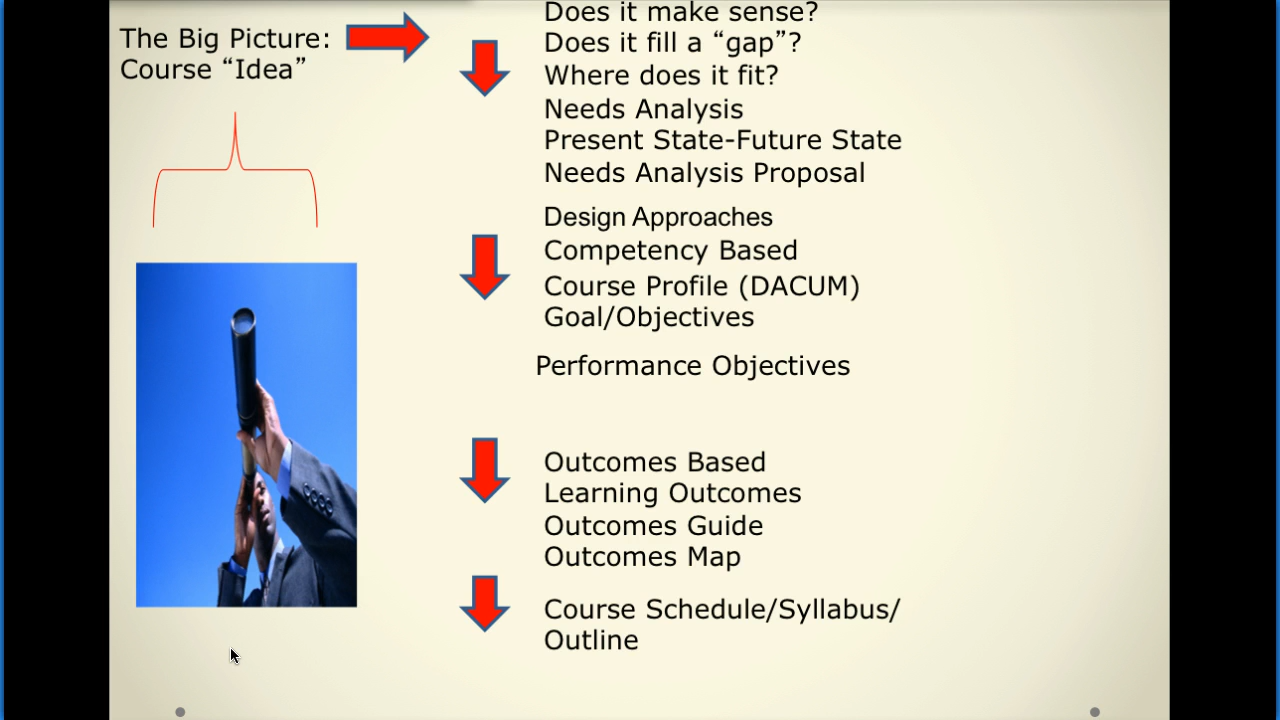 The Big Picture:
Course “Idea”
Does it make sense?
Does it fill a “gap”?
Where does it fit?
Needs Analysis
Present State-Future State
Needs Analysis Proposal
Design Approaches
Competency Based
Course Profile (DACUM)
Goal/Objectives
Performance Objectives
Outcomes Based
Learning Outcomes
Outcomes Guide
Outcomes Map
Course Schedule/Syllabus/
Outline